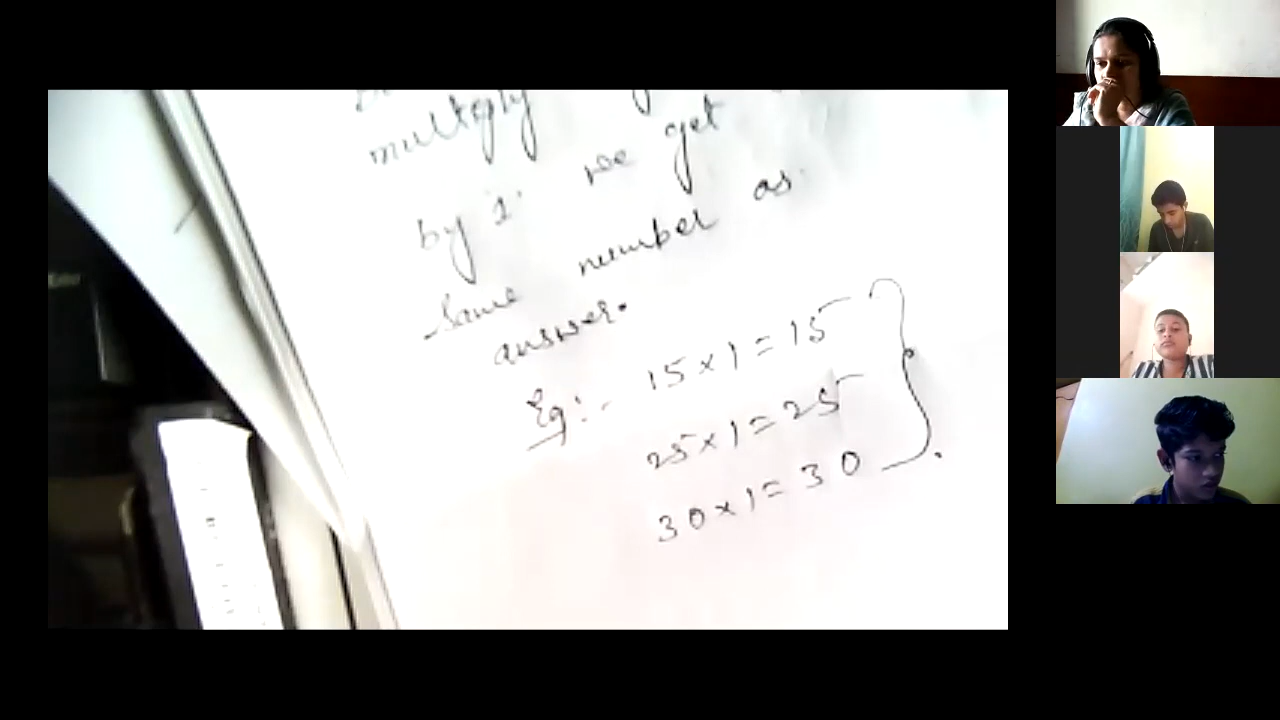 multiply
by 1. we get
same number as
answer.
Eg:- 15 × 1 = 15
25 × 1 = 25
30 × 1 = 30